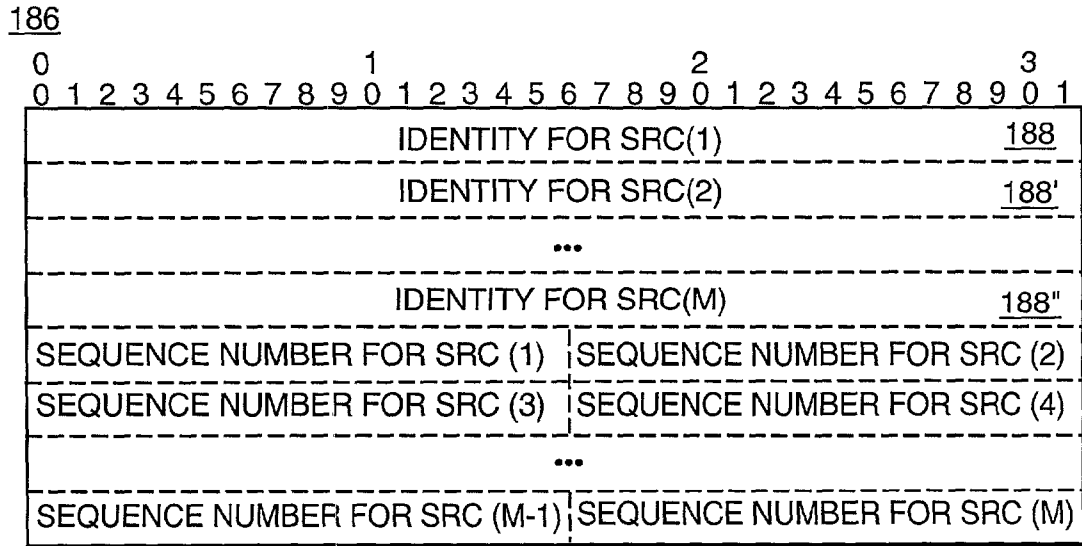 186
0 1 2 3
0 1 2 3 4 5 6 7 8 9 0 1 2 3 4 5 6 7 8 9 0 1 2 3 4 5 6 7 8 9 0 1
IDENTITY FOR SRC(1) 188
IDENTITY FOR SRC(2) 188'
•••
IDENTITY FOR SRC(M) 188"
SEQUENCE NUMBER FOR SRC (1) SEQUENCE NUMBER FOR SRC (2)
SEQUENCE NUMBER FOR SRC (3) SEQUENCE NUMBER FOR SRC (4)
•••
SEQUENCE NUMBER FOR SRC (M-1) SEQUENCE NUMBER FOR SRC (M)